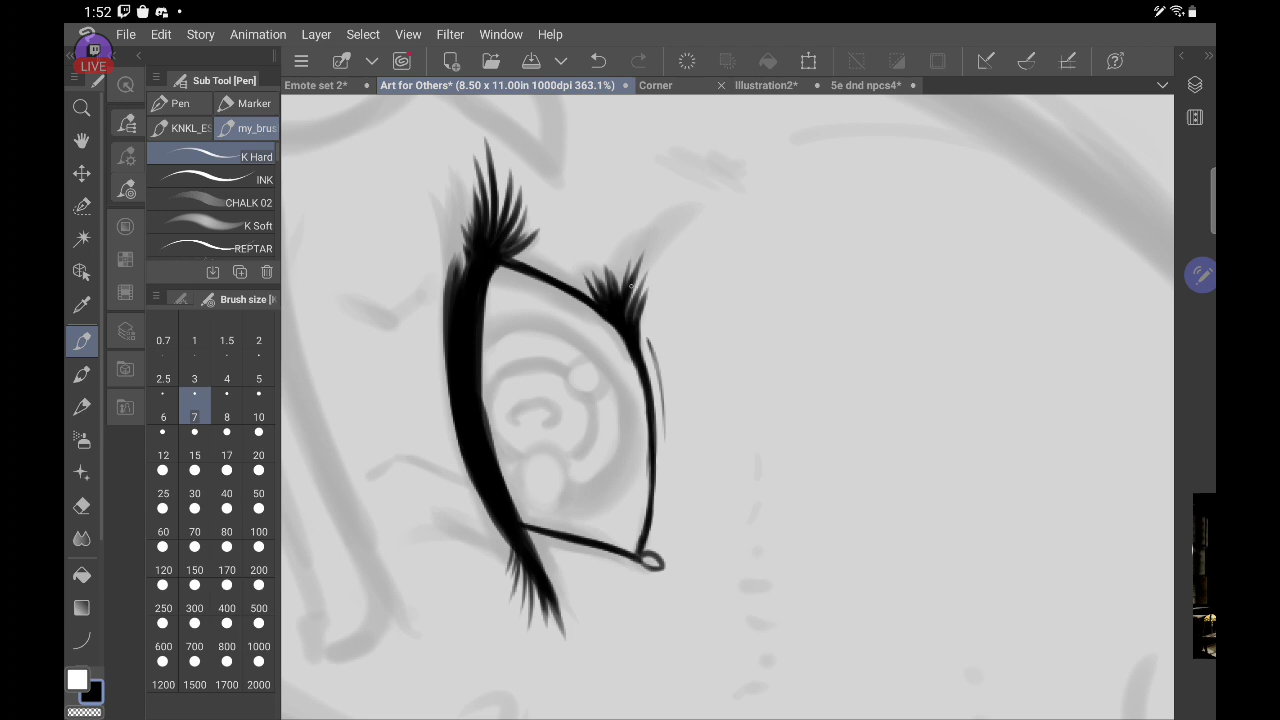 1:52
LIVE
File Edit Story Animation Layer Select View Filter Window Help
Sub Tool [Pen]
Emote set 2* Art for Others* (8.50 x 11.00in 1000dpi 363.1%) Corner Illustration2* 5e dnd npcs4*
Pen Marker
KNKL_ES my_brus
K Hard
INK
CHALK 02
K Soft
REPTAR
Brush size [K
0.7 1 1.5 2
2.5 3 4 5
6 7 8 10
12 15 17 20
25 30 40 50
60 70 80 100
120 150 170 200
250 300 400 500
600 700 800 1000
1200 1500 1700 2000